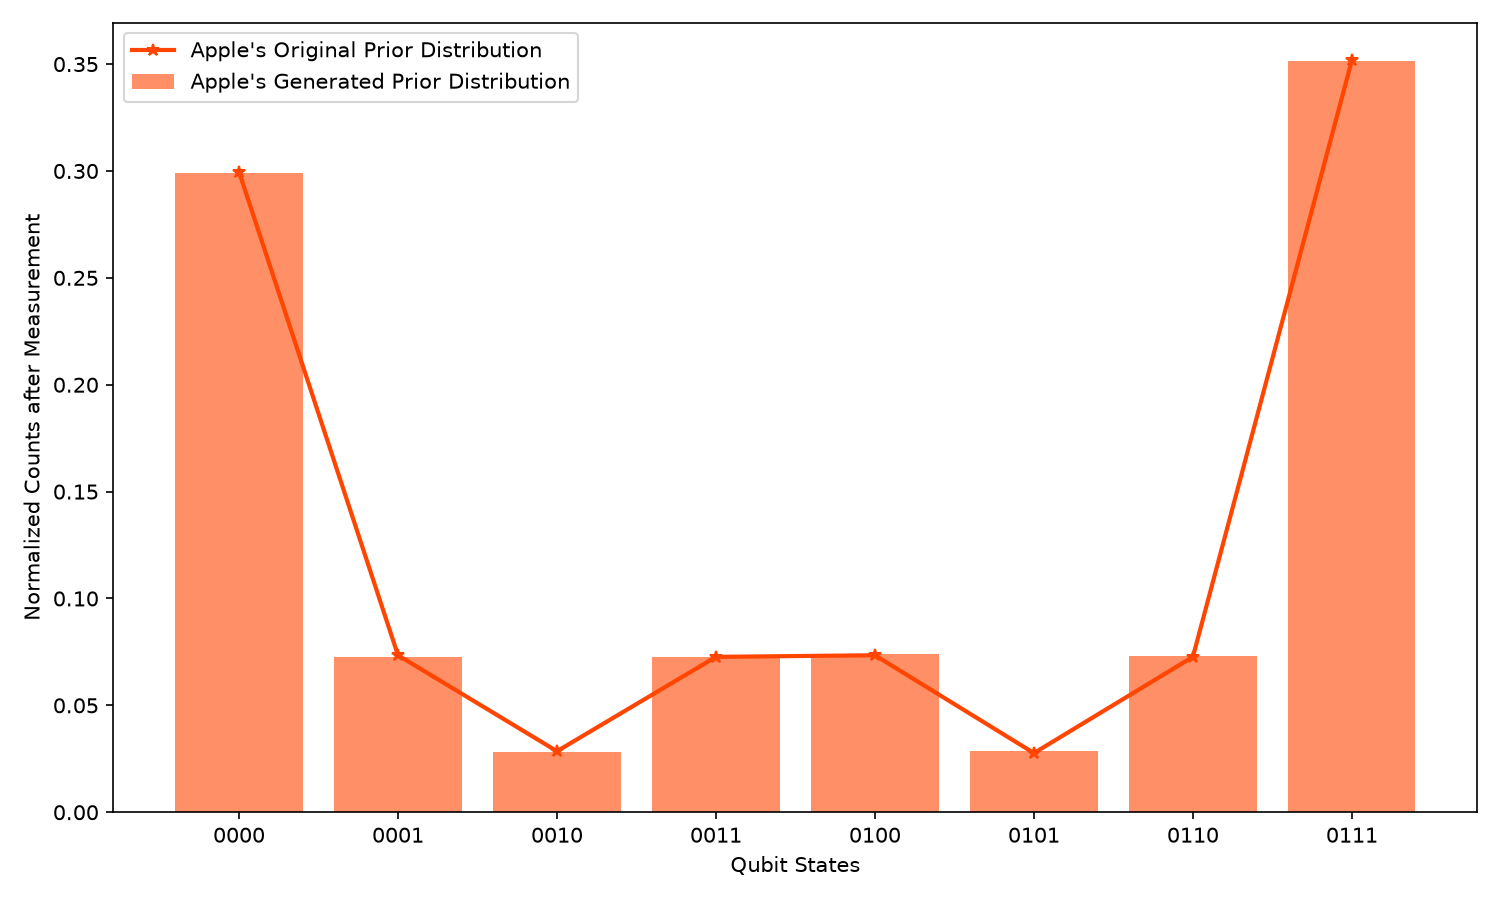 Apple's Original Prior Distribution
Apple's Generated Prior Distribution
Normalized Counts after Measurement
0.35
0.30
0.25
0.20
0.15
0.10
0.05
0.00
0000 0001 0010 0011 0100 0101 0110 0111
Qubit States